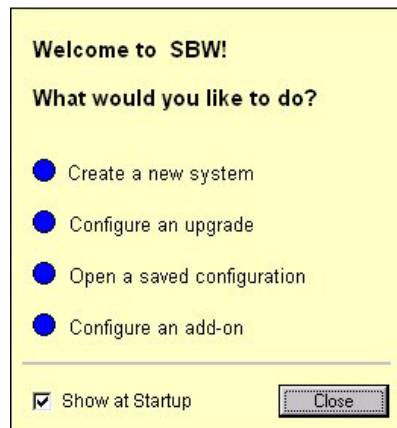 Welcome to SBW!
What would you like to do?
Create a new system
Configure an upgrade
Open a saved configuration
Configure an add-on
Show at Startup
Close